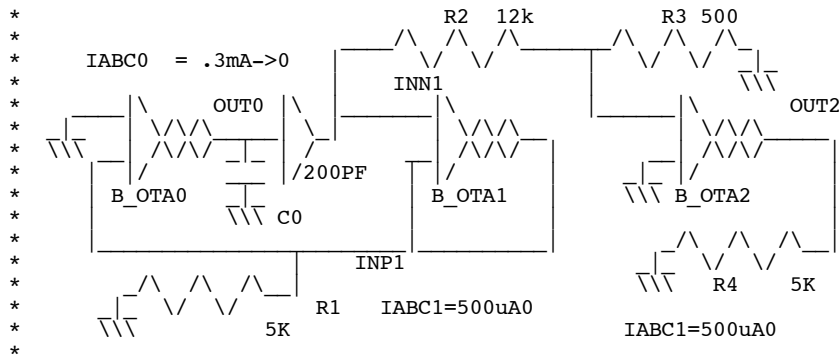 R2 12k R3 500
IABC0 = .3mA->0
INN1
OUT0 OUT2
200PF
B_OTA0 B_OTA1 B_OTA2
C0
INP1
R1 IABC1=500uA0 R4 5K
5K IABC1=500uA0